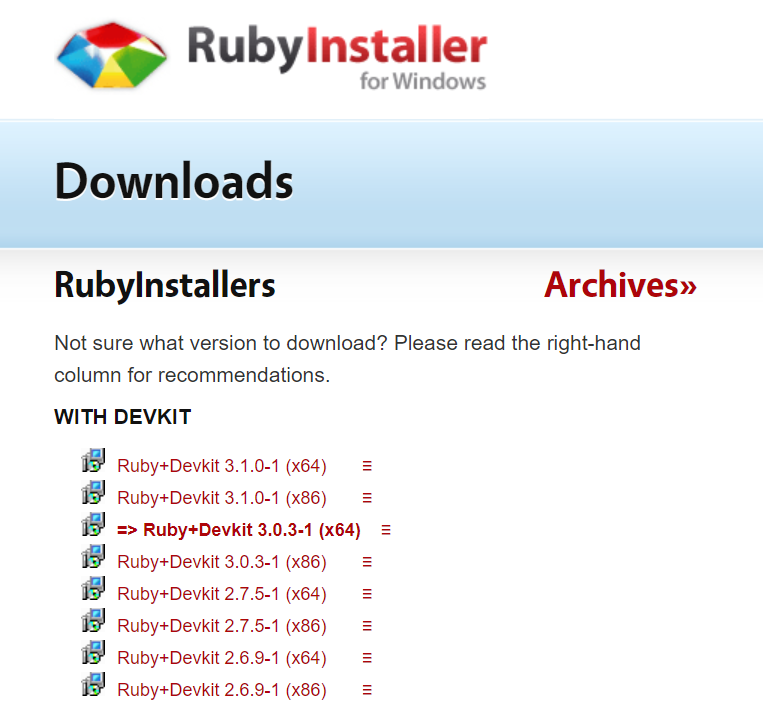 RubyInstaller
for Windows
Downloads
RubyInstallers
Archives»
Not sure what version to download? Please read the right-hand
column for recommendations.
WITH DEVKIT
Ruby+Devkit 3.1.0-1 (x64) ≡
Ruby+Devkit 3.1.0-1 (x86) ≡
=> Ruby+Devkit 3.0.3-1 (x64) ≡
Ruby+Devkit 3.0.3-1 (x86) ≡
Ruby+Devkit 2.7.5-1 (x64) ≡
Ruby+Devkit 2.7.5-1 (x86) ≡
Ruby+Devkit 2.6.9-1 (x64) ≡
Ruby+Devkit 2.6.9-1 (x86) ≡